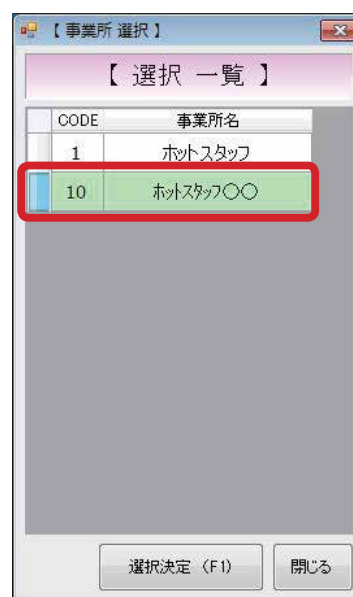 【 事業所 選択 】
【 選択 一覧 】
CODE 事業所名
1 ホットスタッフ
10 ホットスタッフ〇〇
選択決定 (F1) 閉じる